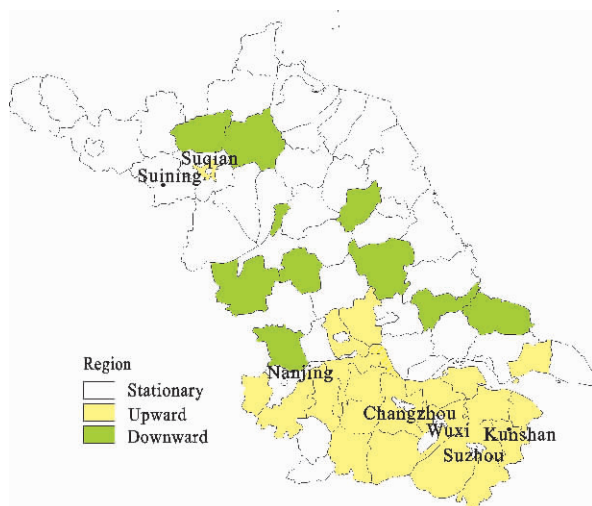 Suqian
Suining
Nanjing
Region
Stationary
Upward
Downward
Changzhou
Wuxi
Kunshan
Suzhou